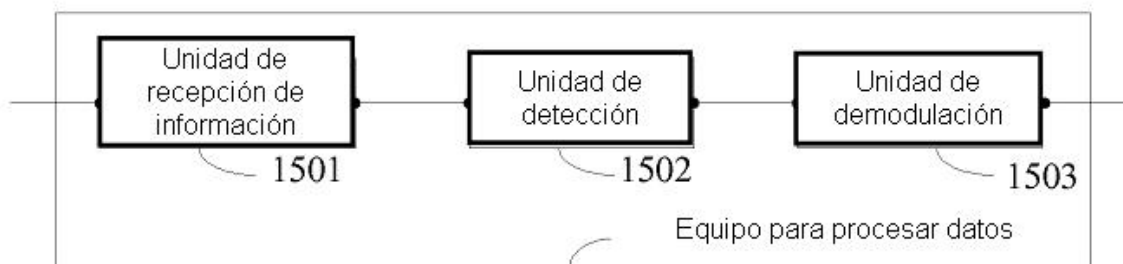 Unidad de
recepción de
información
Unidad de
detección
Unidad de
demodulación
1501
1502
1503
Equipo para procesar datos